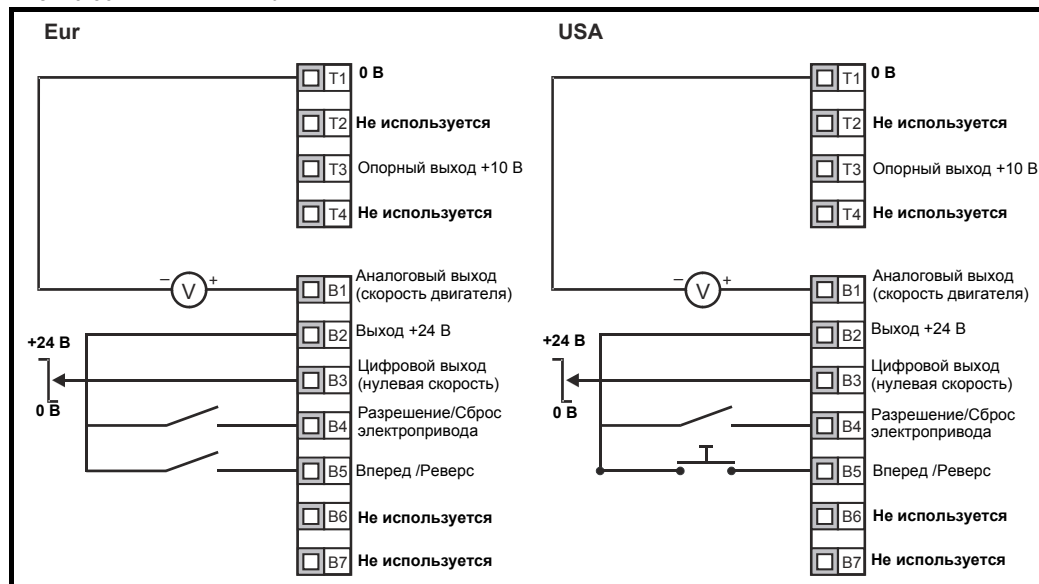 Eur
T1 0 В
T2 Не используется
T3 Опорный выход +10 В
T4 Не используется
– V +
B1 Аналоговый выход
(скорость двигателя)
B2 Выход +24 В
+24 В
0 В
B3 Цифровой выход
(нулевая скорость)
B4 Разрешение/Сброс
электропривода
B5 Вперед /Реверс
B6 Не используется
B7 Не используется
USA
T1 0 В
T2 Не используется
T3 Опорный выход +10 В
T4 Не используется
– V +
B1 Аналоговый выход
(скорость двигателя)
B2 Выход +24 В
+24 В
0 В
B3 Цифровой выход
(нулевая скорость)
B4 Разрешение/Сброс
электропривода
B5 Вперед /Реверс
B6 Не используется
B7 Не используется